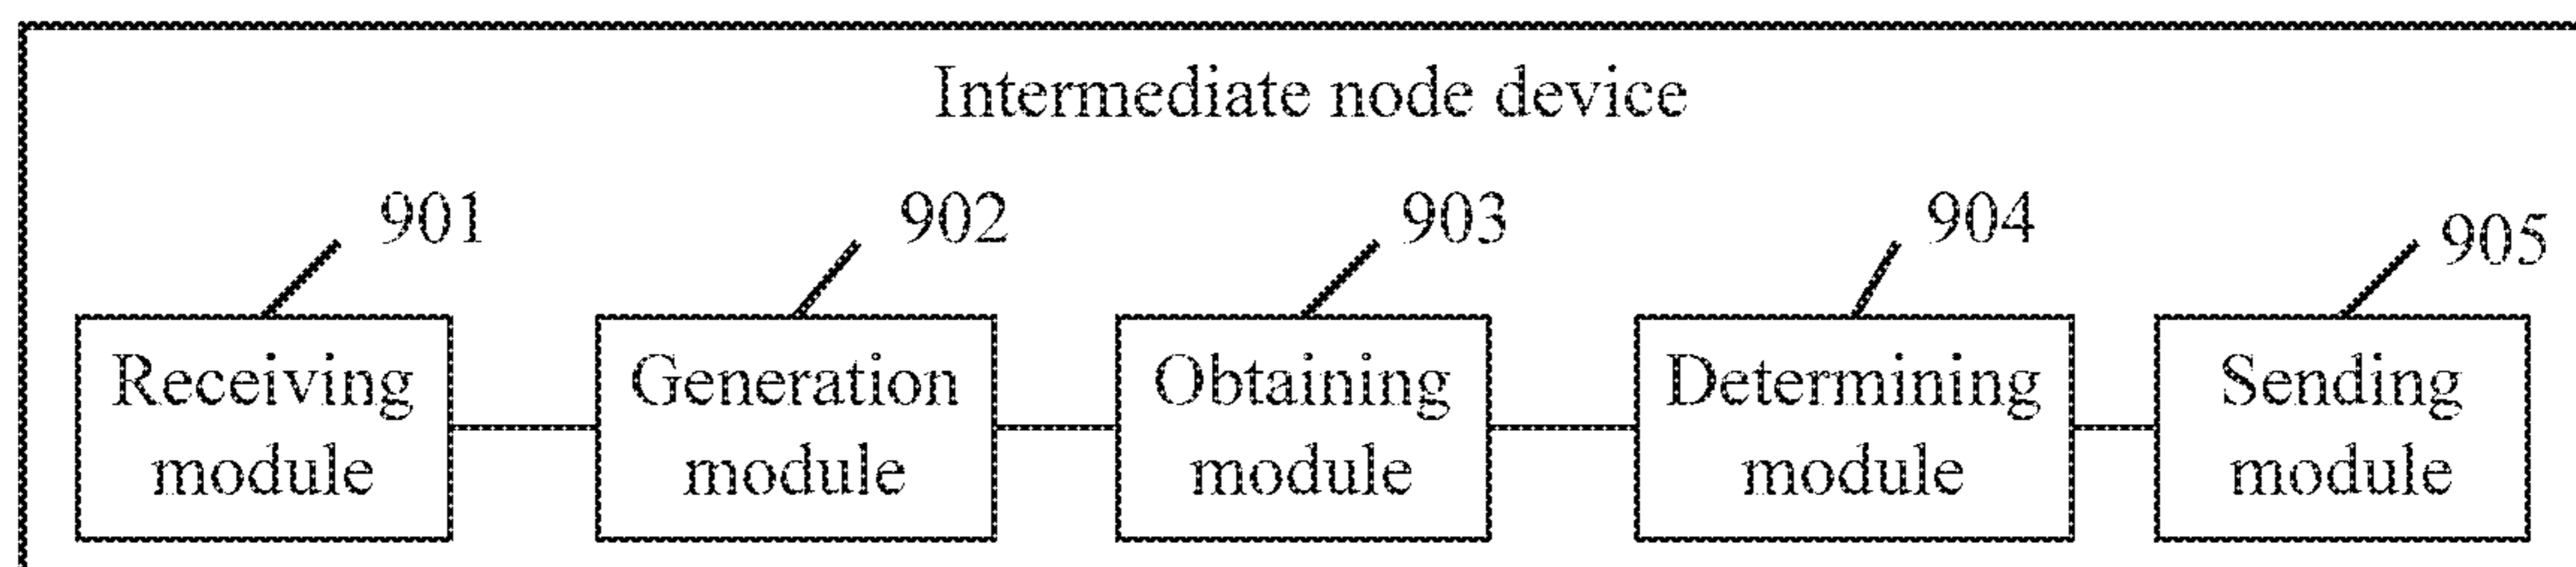 Intermediate node device
901
902
903
904
905
Receiving
module
Generation
module
Obtaining
module
Determining
module
Sending
module